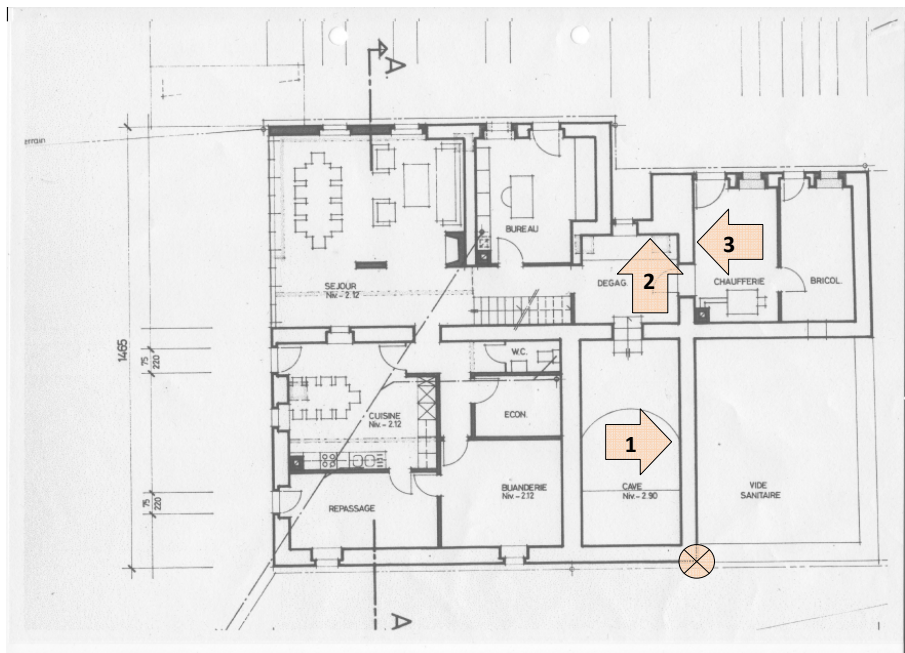 A
errain
BUREAU
3
2
SEJOUR
Niv.- 2.12
DEGAG.
CHAUFFERIE
BRICOL.
1465
75
220
W.C.
CUISINE
Niv.- 2.12
ECON.
1
BUANDERIE
Niv.- 2.12
CAVE
Niv.- 2.90
VIDE
SANITAIRE
75
220
REPASSAGE
A